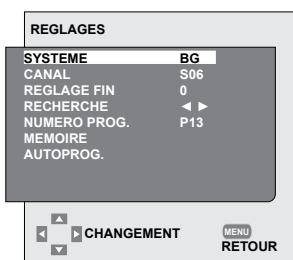 REGLAGES
SYSTEME BG
CANAL S06
REGLAGE FIN 0
RECHERCHE ◄ ►
NUMERO PROG. P13
MEMOIRE
AUTOPROG.
CHANGEMENT MENU
RETOUR